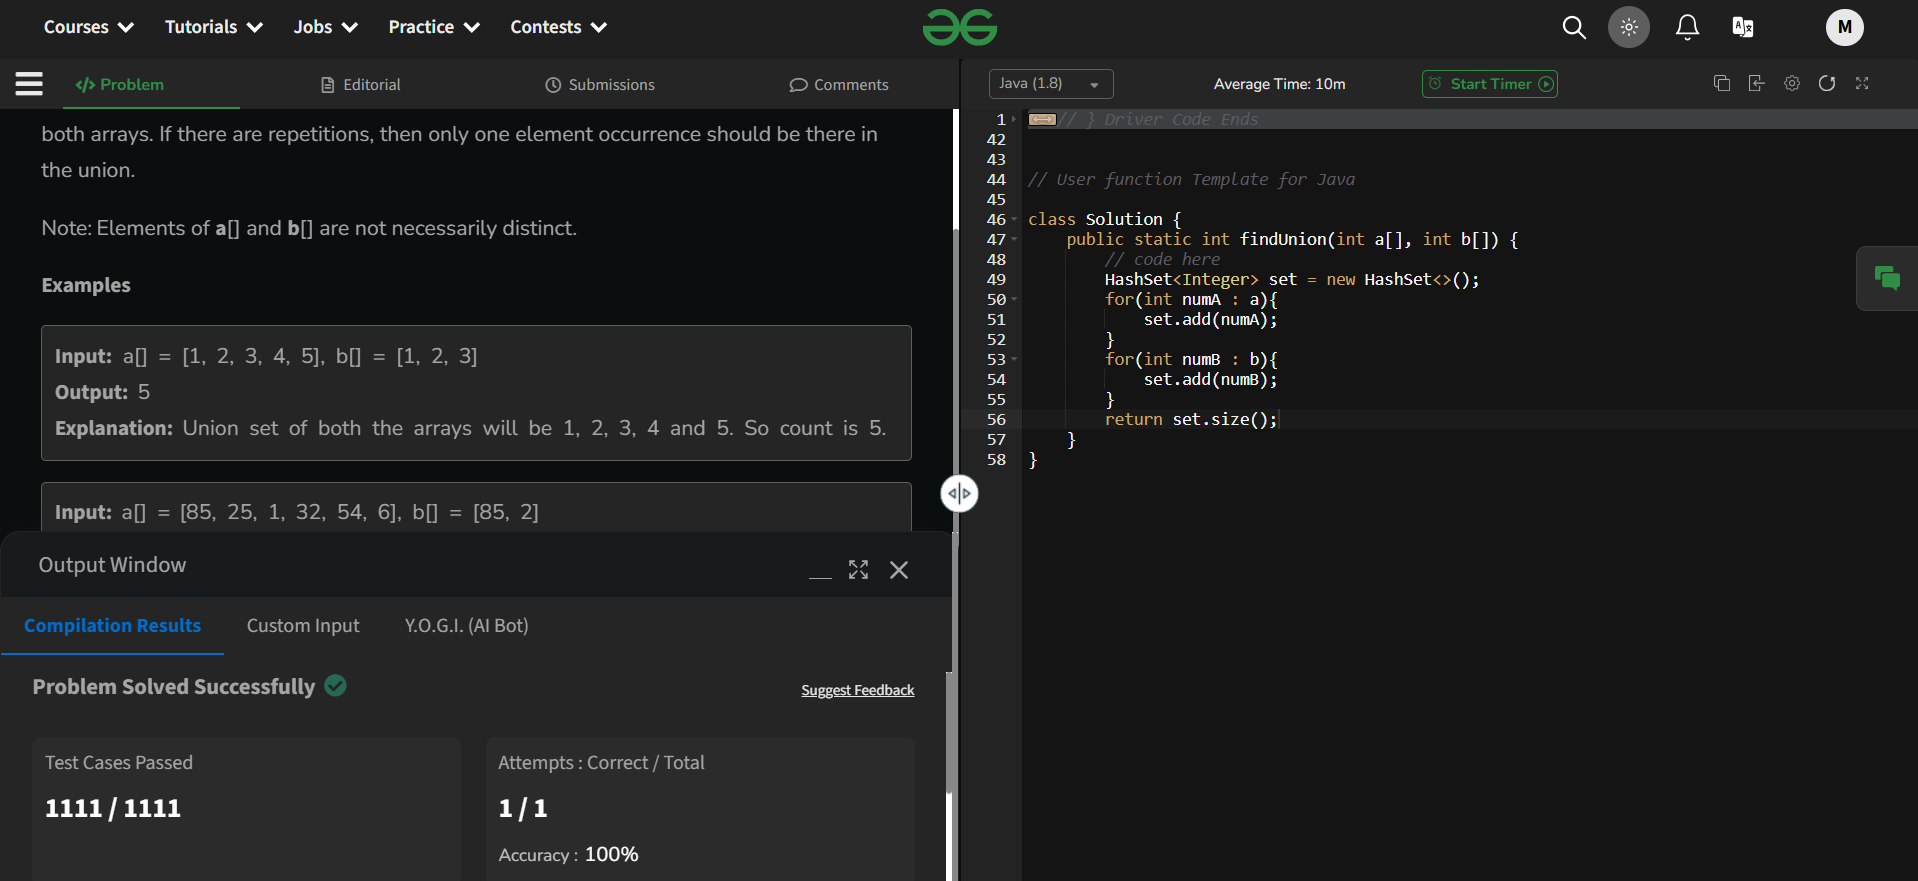 Courses Tutorials Jobs Practice Contests
M
Problem Editorial Submissions Comments
both arrays. If there are repetitions, then only one element occurrence should be there in
the union.
Note: Elements of a[] and b[] are not necessarily distinct.
Examples
Input: a[] = [1, 2, 3, 4, 5], b[] = [1, 2, 3]
Output: 5
Explanation: Union set of both the arrays will be 1, 2, 3, 4 and 5. So count is 5.
Input: a[] = [85, 25, 1, 32, 54, 6], b[] = [85, 2]
Output Window
Compilation Results Custom Input Y.O.G.I. (AI Bot)
Problem Solved Successfully
Suggest Feedback
Test Cases Passed
1111 / 1111
Attempts : Correct / Total
1 / 1
Accuracy : 100%
Java (1.8) Average Time: 10m Start Timer
1 // } Driver Code Ends
42
43
44 // User function Template for Java
45
46 class Solution {
47     public static int findUnion(int a[], int b[]) {
48         // code here
49         HashSet<Integer> set = new HashSet<>();
50         for(int numA : a){
51             set.add(numA);
52         }
53         for(int numB : b){
54             set.add(numB);
55         }
56         return set.size();
57     }
58 }